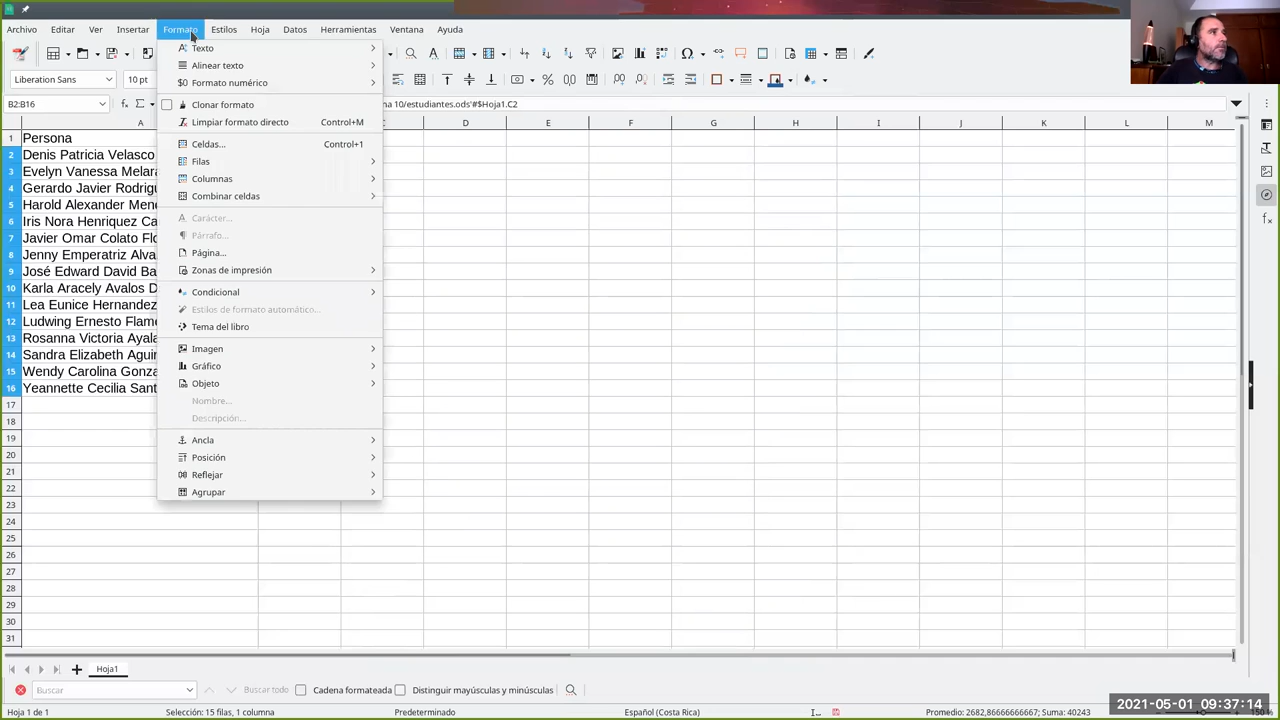 Archivo Editar Ver Insertar Formato Estilos Hoja Datos Herramientas Ventana Ayuda
Liberation Sans 10 pt
B2:B16 na 10/estudiantes.ods'#$Hoja1.C2
Texto
Alinear texto
Formato numérico
Clonar formato
Limpiar formato directo Control+M
Celdas... Control+1
Filas
Columnas
Combinar celdas
Carácter...
Párrafo...
Página...
Zonas de impresión
Condicional
Estilos de formato automático...
Tema del libro
Imagen
Gráfico
Objeto
Nombre...
Descripción...
Ancla
Posición
Reflejar
Agrupar
A C D E F G H I J K L M
1 Persona
2 Denis Patricia Velasco
3 Evelyn Vanessa Melara
4 Gerardo Javier Rodrigu
5 Harold Alexander Mene
6 Iris Nora Henriquez Ca
7 Javier Omar Colato Flo
8 Jenny Emperatriz Alva
9 José Edward David Ba
10 Karla Aracely Avalos D
11 Lea Eunice Hernandez
12 Ludwing Ernesto Flame
13 Rosanna Victoria Ayala
14 Sandra Elizabeth Agui
15 Wendy Carolina Gonza
16 Yeannette Cecilia Sant
17
18
19
20
21
22
23
24
25
26
27
28
29
30
31
Hoja1
Buscar Buscar todo Cadena formateada Distinguir mayúsculas y minúsculas
Hoja 1 de 1 Selección: 15 filas, 1 columna Predeterminado Español (Costa Rica) Promedio: 2682,86666666667; Suma: 40243
2021-05-01 09:37:14